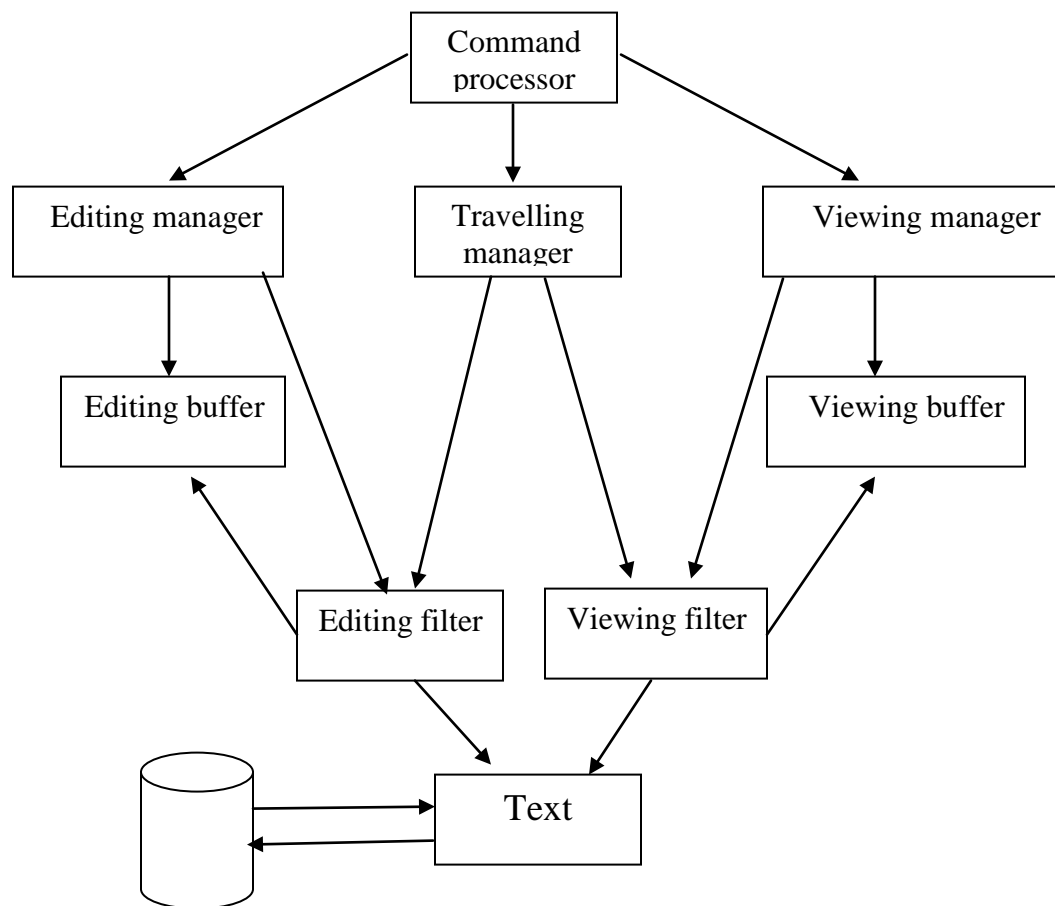 Command
processor
Editing manager
Travelling
manager
Viewing manager
Editing buffer
Viewing buffer
Editing filter
Viewing filter
Text